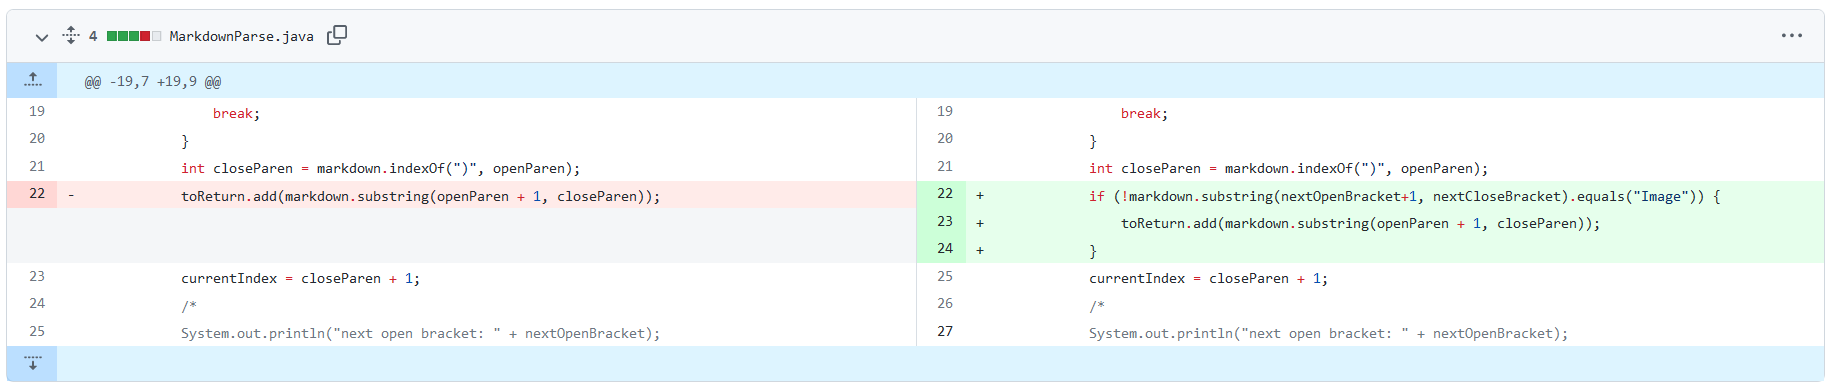 4 MarkdownParse.java
@@ -19,7 +19,9 @@
19 break;
20 }
21 int closeParen = markdown.indexOf(")", openParen);
22 - toReturn.add(markdown.substring(openParen + 1, closeParen));
23 currentIndex = closeParen + 1;
24 /*
25 System.out.println("next open bracket: " + nextOpenBracket);
19 break;
20 }
21 int closeParen = markdown.indexOf(")", openParen);
22 + if (!markdown.substring(nextOpenBracket+1, nextCloseBracket).equals("Image")) {
23 + toReturn.add(markdown.substring(openParen + 1, closeParen));
24 + }
25 currentIndex = closeParen + 1;
26 /*
27 System.out.println("next open bracket: " + nextOpenBracket);